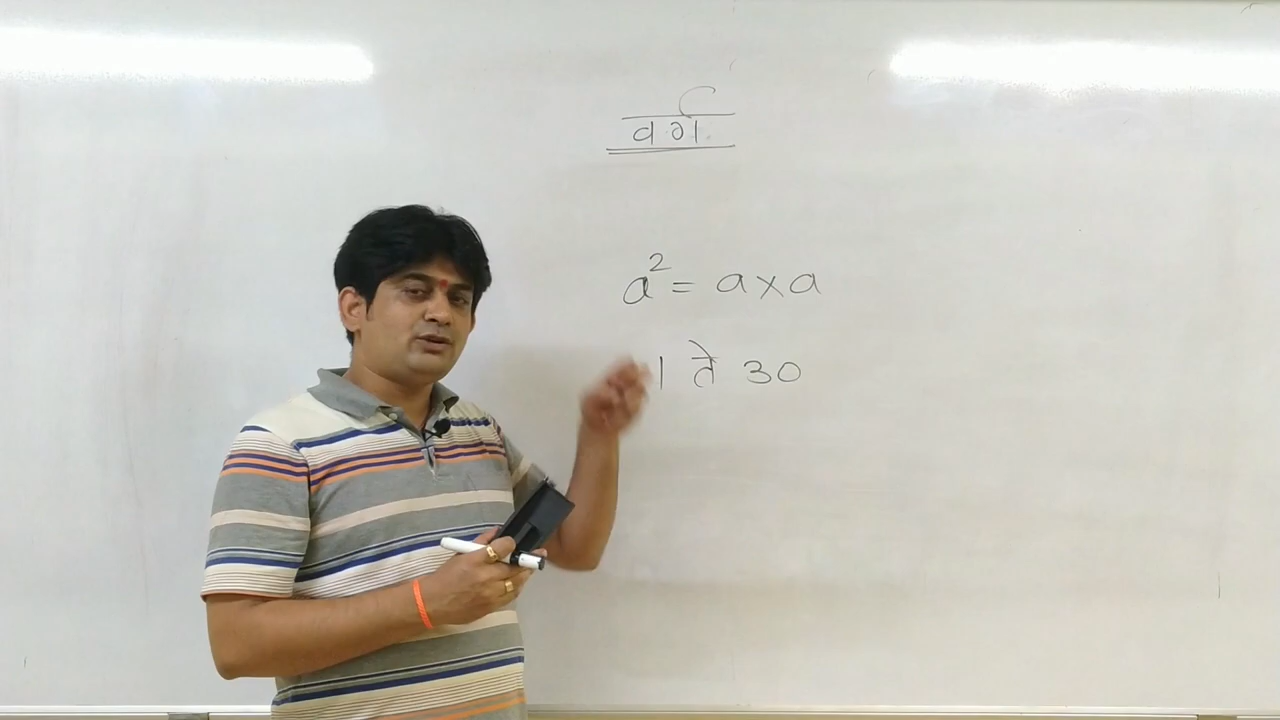 वर्ग
a² = a × a
1 ते 30